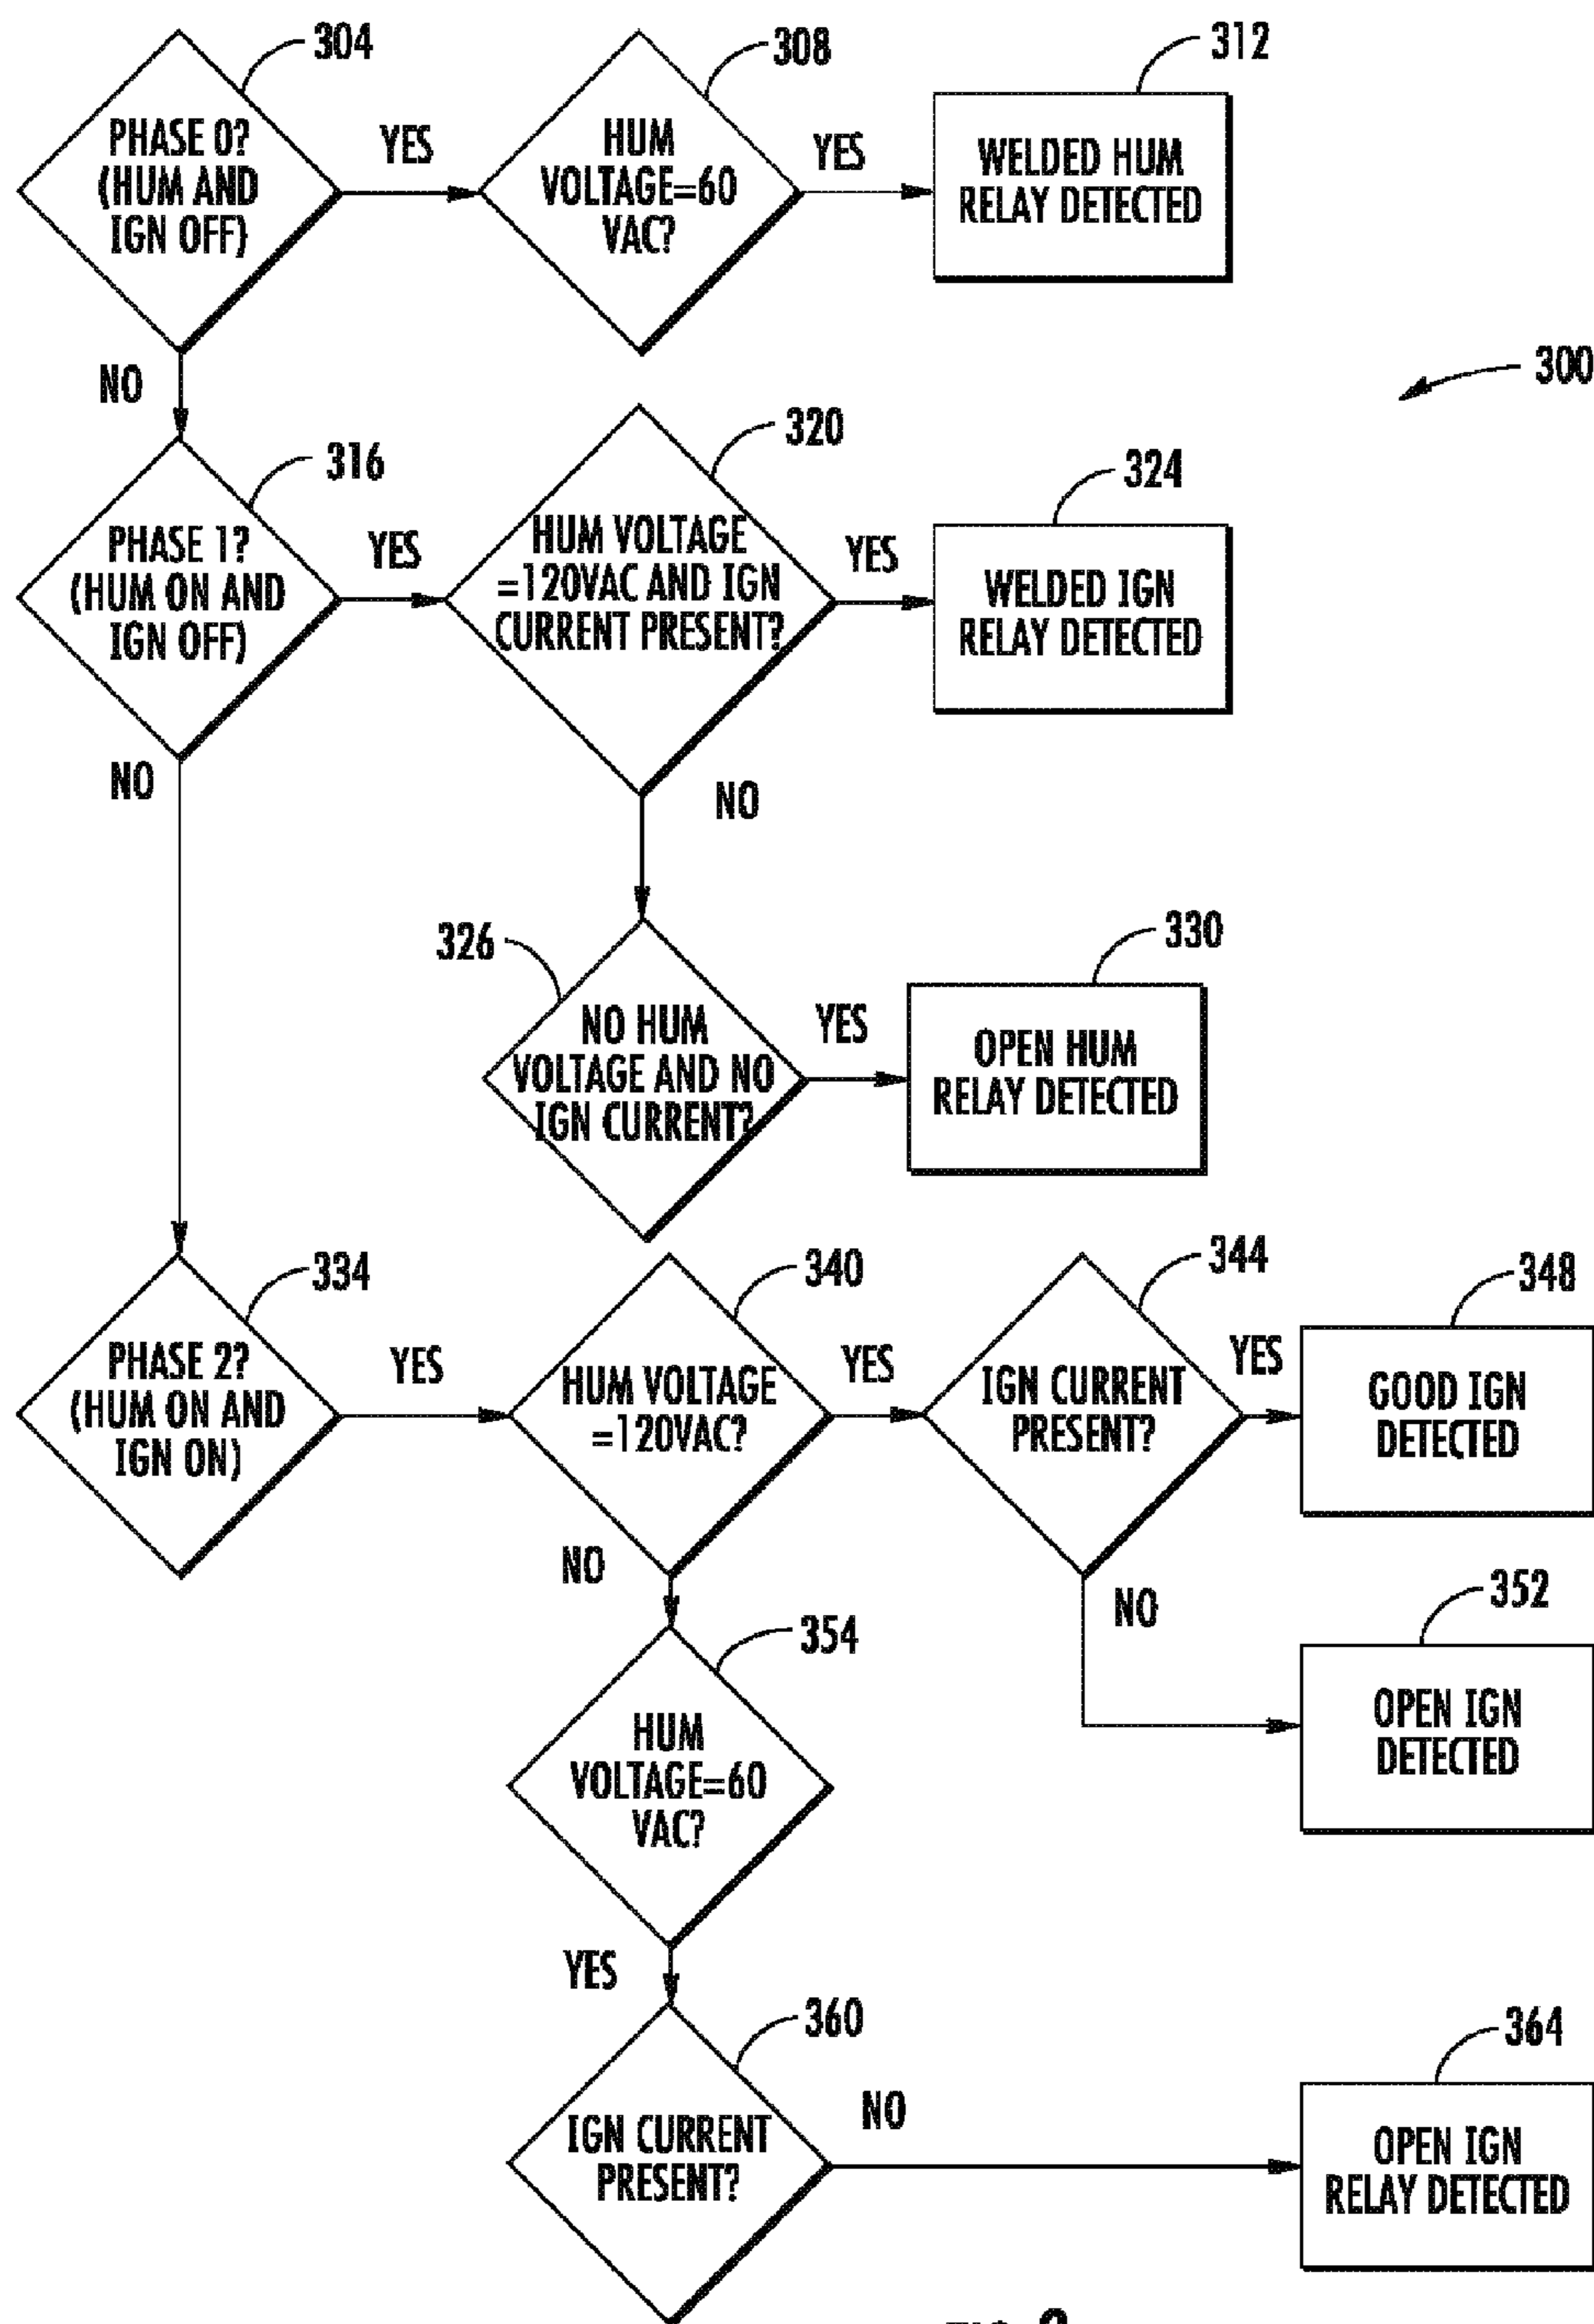 304
308
312
PHASE 0?
(HUM AND
IGN OFF)
YES
HUM
VOLTAGE=60
VAC?
YES
WELDED HUM
RELAY DETECTED
300
NO
316
320
324
PHASE 1?
(HUM ON AND
IGN OFF)
YES
HUM VOLTAGE
=120VAC AND IGN
CURRENT PRESENT?
YES
WELDED IGN
RELAY DETECTED
NO
NO
326
330
NO HUM
VOLTAGE AND NO
IGN CURRENT?
YES
OPEN HUM
RELAY DETECTED
334
340
344
348
PHASE 2?
(HUM ON AND
IGN ON)
YES
HUM VOLTAGE
=120VAC?
YES
IGN CURRENT
PRESENT?
YES
GOOD IGN
DETECTED
NO
NO
352
OPEN IGN
DETECTED
354
HUM
VOLTAGE=60
VAC?
YES
360
364
IGN CURRENT
PRESENT?
NO
OPEN IGN
RELAY DETECTED